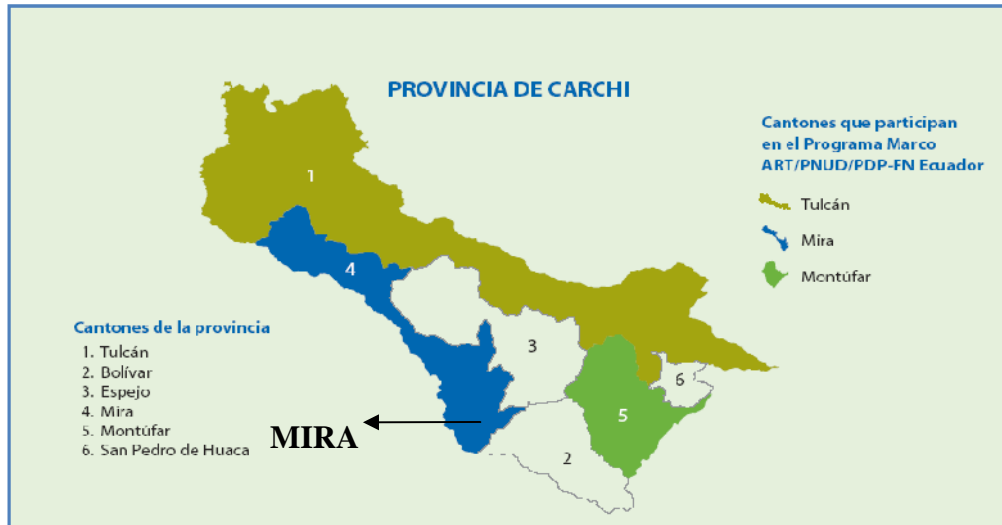 PROVINCIA DE CARCHI
Cantones que participan
en el Programa Marco
ART/PNUD/PDP-FN Ecuador
Tulcán
Mira
Montúfar
1
4
3
6
5
2
Cantones de la provincia
1. Tulcán
2. Bolívar
3. Espejo
4. Mira
5. Montúfar
6. San Pedro de Huaca
MIRA